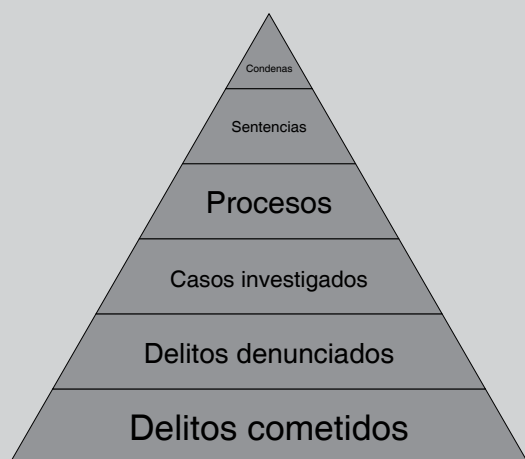 Condenas
Sentencias
Procesos
Casos investigados
Delitos denunciados
Delitos cometidos